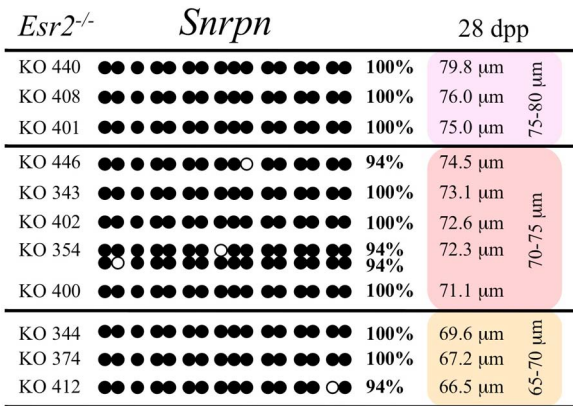 Esr2-/- Snrpn 28 dpp
KO 440 100% 79.8 µm
KO 408 100% 76.0 µm
KO 401 100% 75.0 µm
75-80 µm
KO 446 94% 74.5 µm
KO 343 100% 73.1 µm
KO 402 100% 72.6 µm
KO 354 94% 72.3 µm
94%
KO 400 100% 71.1 µm
70-75 µm
KO 344 100% 69.6 µm
KO 374 100% 67.2 µm
KO 412 94% 66.5 µm
65-70 µm